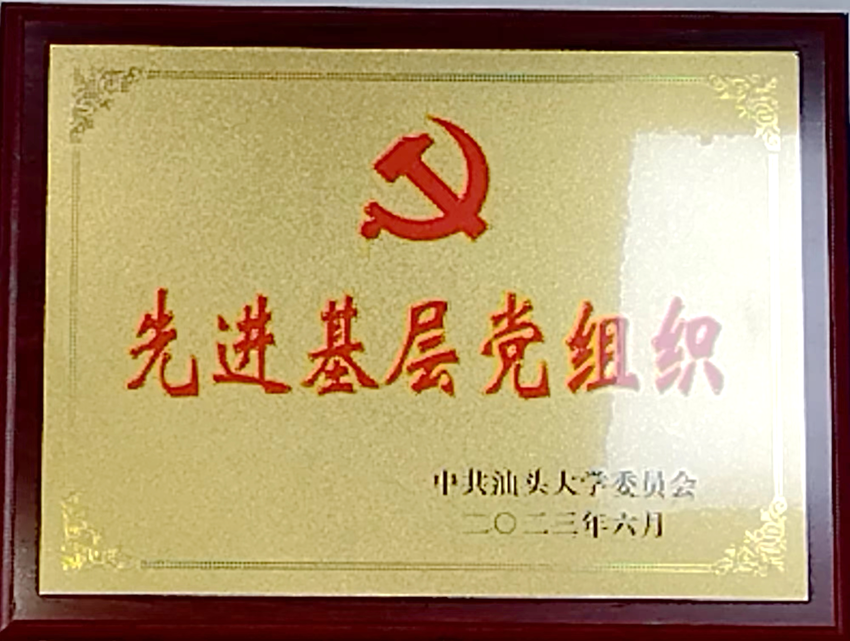 先进基层党组织
中共汕头大学委员会
二〇二三年六月